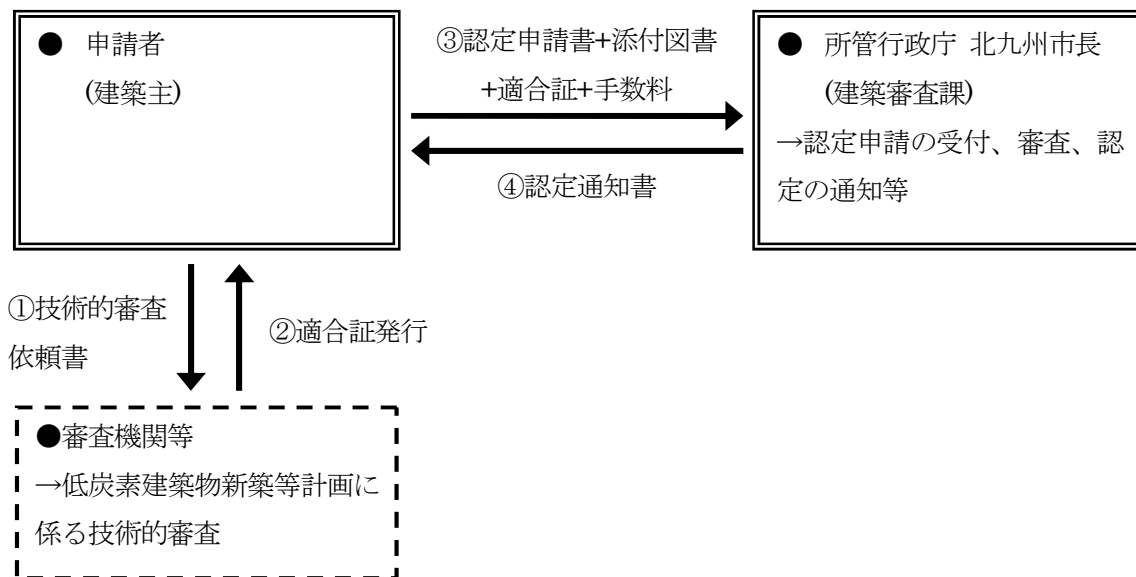 ● 申請者
(建築主)
③認定申請書+添付図書
+適合証+手数料
④認定通知書
● 所管行政庁 北九州市長
(建築審査課)
→認定申請の受付、審査、認
定の通知等
①技術的審査
依頼書
②適合証発行
●審査機関等
→低炭素建築物新築等計画に
係る技術的審査